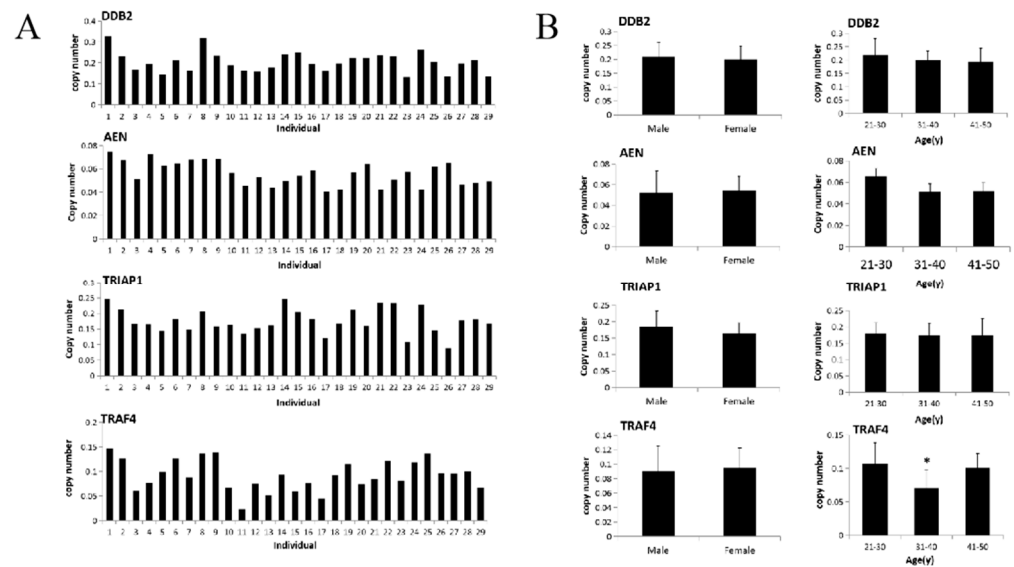 A
DDB2
copy number
0.4
0.3
0.2
0.1
0
1 2 3 4 5 6 7 8 9 10 11 12 13 14 15 16 17 18 19 20 21 22 23 24 25 26 27 28 29
Individual
AEN
Copy number
0.08
0.06
0.04
0.02
0
1 2 3 4 5 6 7 8 9 10 11 12 13 14 15 16 17 18 19 20 21 22 23 24 25 26 27 28 29
Individual
TRIAP1
Copy number
0.3
0.25
0.2
0.15
0.1
0.05
0
1 2 3 4 5 6 7 8 9 10 11 12 13 14 15 16 17 18 19 20 21 22 23 24 25 26 27 28 29
Individual
TRAF4
copy number
0.2
0.15
0.1
0.05
0
1 2 3 4 5 6 7 8 9 10 11 12 13 14 15 16 17 18 19 20 21 22 23 24 25 26 27 28 29
Individual
B
DDB2
copy number
0.3
0.25
0.2
0.15
0.1
0.05
0
Male Female
DDB2
copy number
0.3
0.25
0.2
0.15
0.1
0.05
0
21-30 31-40 41-50
Age(y)
AEN
Copy number
0.08
0.06
0.04
0.02
0
Male Female
AEN
Copy number
0.08
0.06
0.04
0.02
0
21-30 31-40 41-50
Age(y)
TRIAP1
Copy number
0.25
0.2
0.15
0.1
0.05
0
Male Female
TRIAP1
Copy number
0.25
0.2
0.15
0.1
0.05
0
21-30 31-40 41-50
Age(y)
TRAF4
copy number
0.14
0.12
0.1
0.08
0.06
0.04
0.02
0
Male Female
TRAF4
copy number
0.15
0.1
0.05
0
*
21-30 31-40 41-50
Age(y)